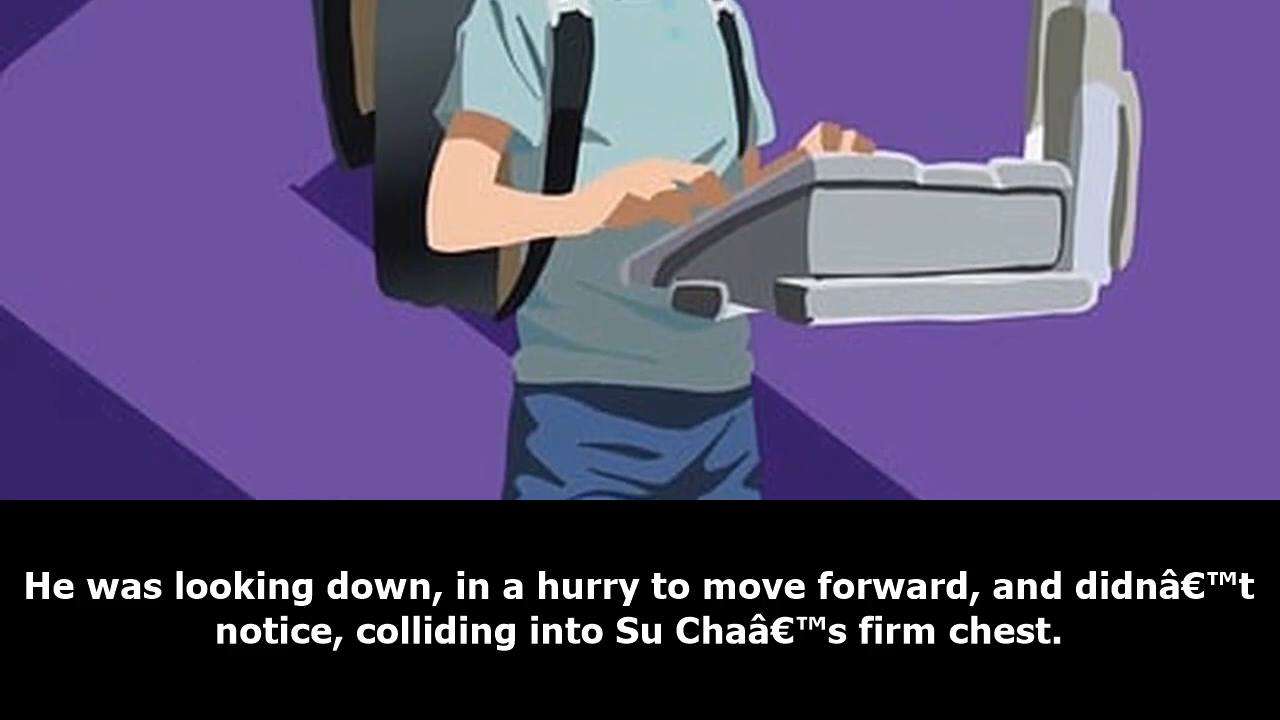 He was looking down, in a hurry to move forward, and didnâ€™t
notice, colliding into Su Chaâ€™s firm chest.